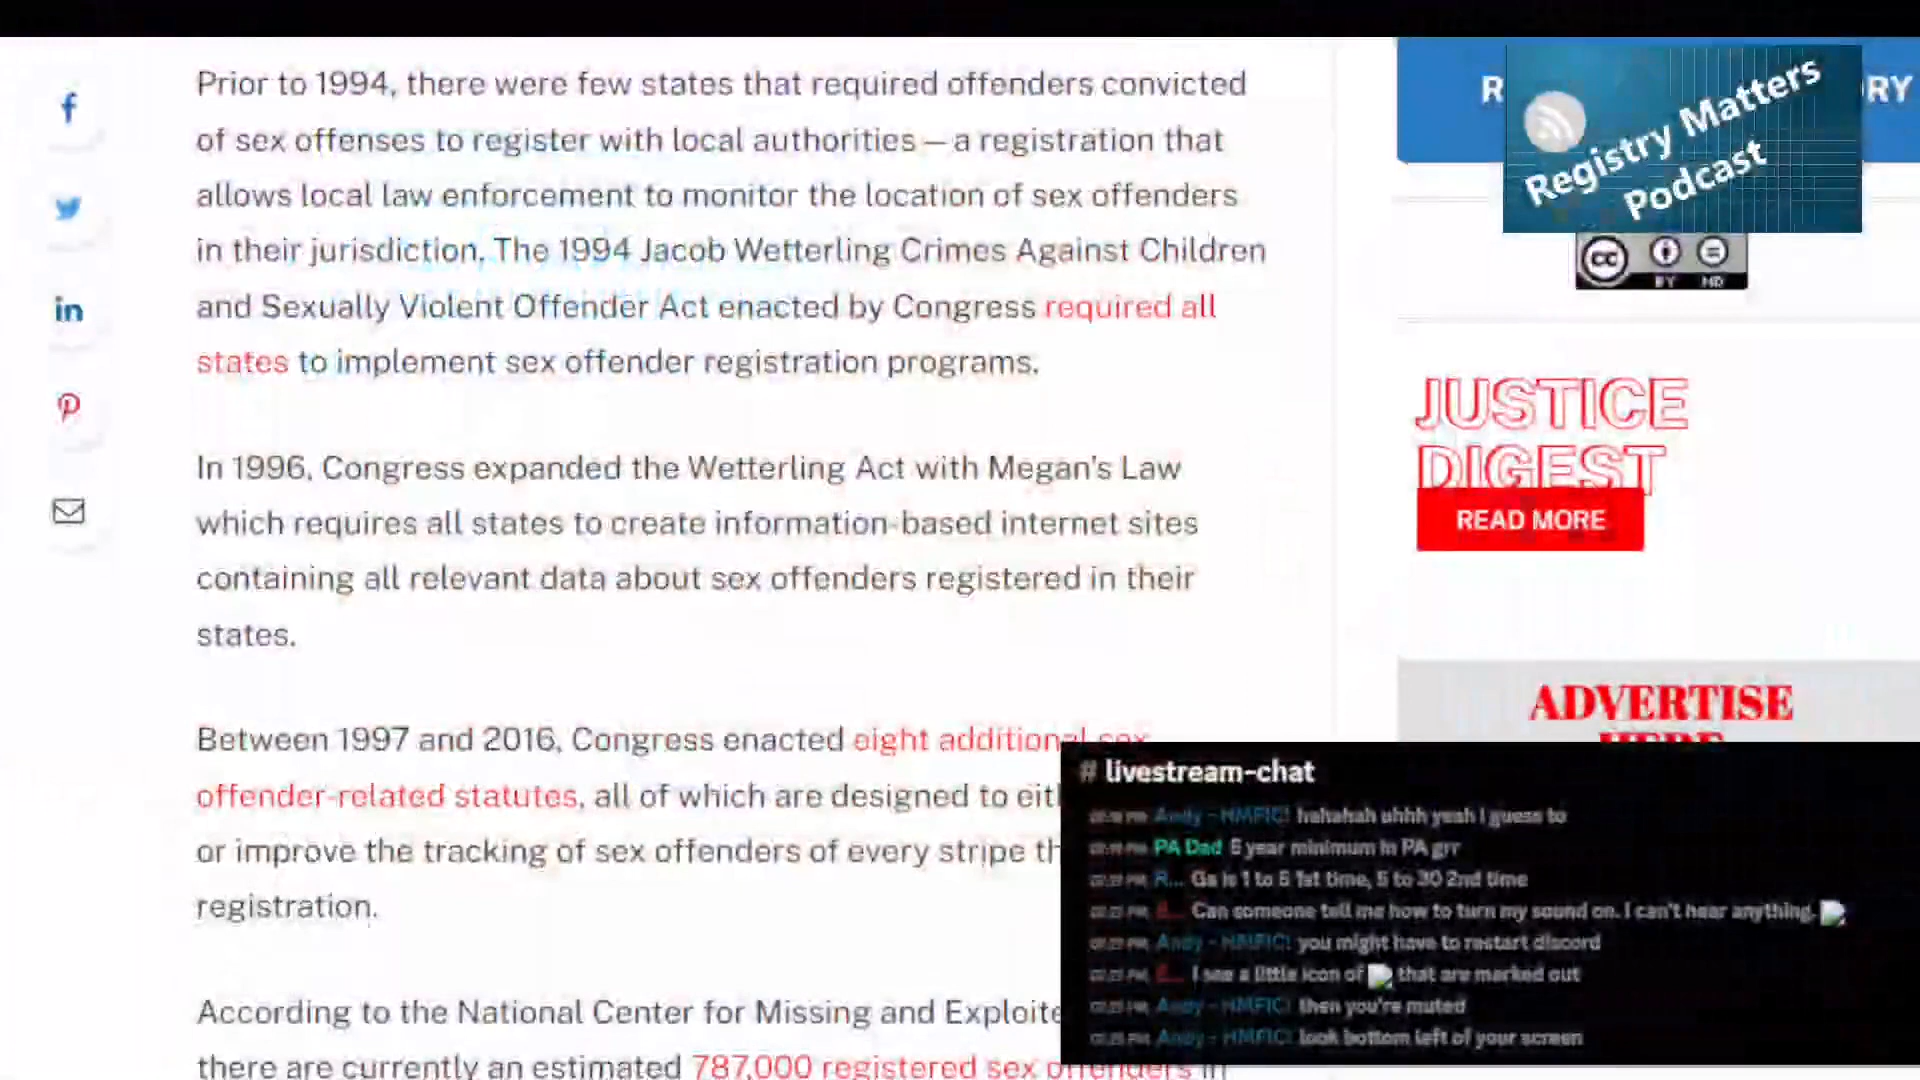 Prior to 1994, there were few states that required offenders convicted
of sex offenses to register with local authorities — a registration that
allows local law enforcement to monitor the location of sex offenders
in their jurisdiction. The 1994 Jacob Wetterling Crimes Against Children
and Sexually Violent Offender Act enacted by Congress required all
states to implement sex offender registration programs.
In 1996, Congress expanded the Wetterling Act with Megan's Law
which requires all states to create information-based internet sites
containing all relevant data about sex offenders registered in their
states.
Between 1997 and 2016, Congress enacted eight additional sex
offender-related statutes, all of which are designed to
or improve the tracking of sex offenders of every stripe
registration.
According to the National Center for Missing and
there are currently an estimated 787,000 registered sex offenders in
Registry Matters
Podcast
CC
BY ND
JUSTICE
DIGEST
READ MORE
ADVERTISE
HERE
# livestream-chat
Andy - HMFIC! hahahah uhhh yeah I guess to
PA Dad 5 year minimum in PA grr
R... Ga is 1 to 5 1st time, 5 to 30 2nd time
Can someone tell me how to turn my sound on. I can't hear anything.
Andy - HMFIC! you might have to restart discord
I see a little icon of that are marked out
Andy - HMFIC! then you're muted
Andy - HMFIC! look bottom left of your screen